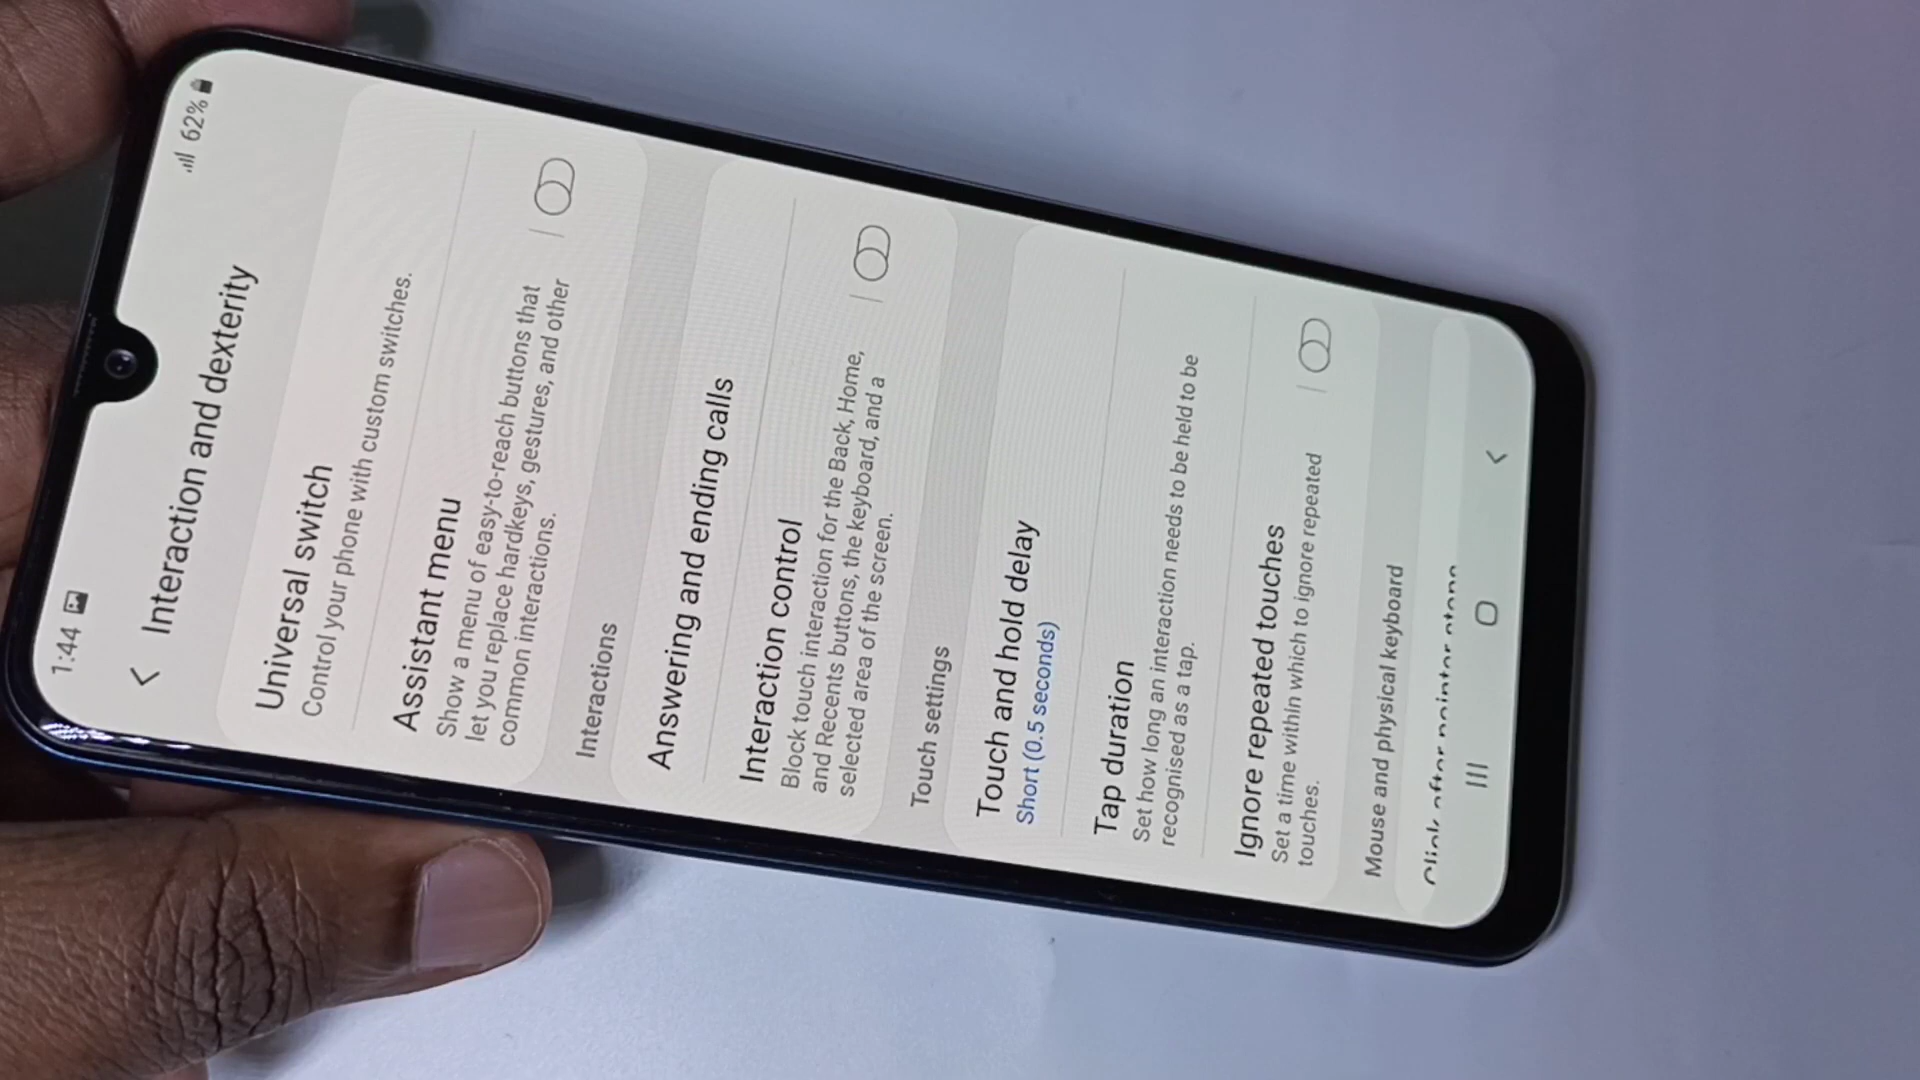 1:44
62%
Interaction and dexterity
Universal switch
Control your phone with custom switches.
Assistant menu
Show a menu of easy-to-reach buttons that
let you replace hardkeys, gestures, and other
common interactions.
Interactions
Answering and ending calls
Interaction control
Block touch interaction for the Back, Home,
and Recents buttons, the keyboard, and a
selected area of the screen.
Touch settings
Touch and hold delay
Short (0.5 seconds)
Tap duration
Set how long an interaction needs to be held to be
recognised as a tap.
Ignore repeated touches
Set a time within which to ignore repeated
touches.
Mouse and physical keyboard
Click after pointer stops